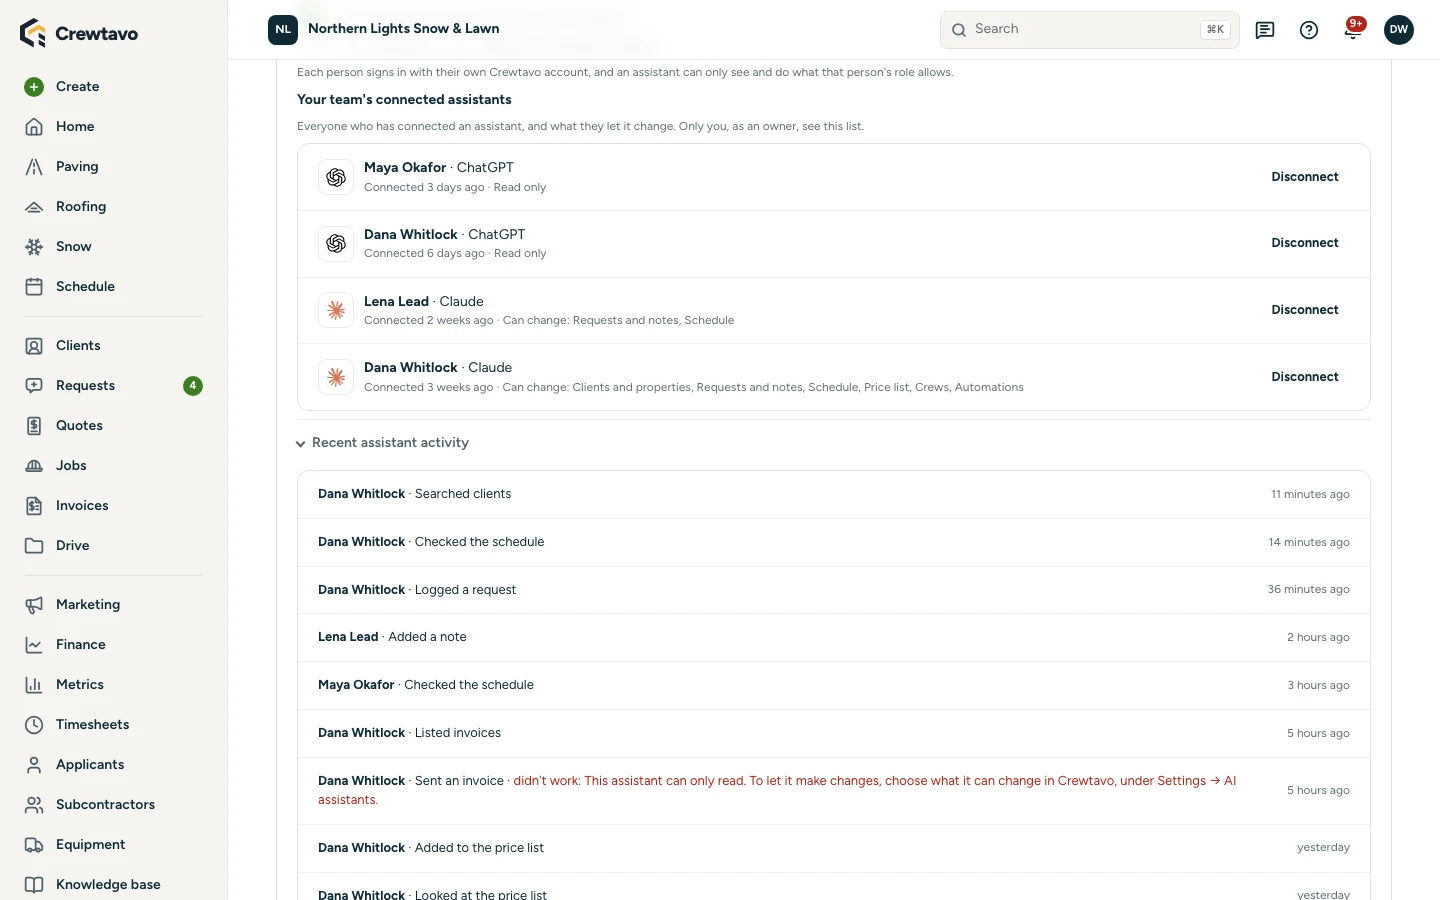 Crewtavo
NL Northern Lights Snow & Lawn
Search ⌘K
9+
DW
Create
Home
Paving
Roofing
Snow
Schedule
Clients
Requests 4
Quotes
Jobs
Invoices
Drive
Marketing
Finance
Metrics
Timesheets
Applicants
Subcontractors
Equipment
Knowledge base
Each person signs in with their own Crewtavo account, and an assistant can only see and do what that person's role allows.
Your team's connected assistants
Everyone who has connected an assistant, and what they let it change. Only you, as an owner, see this list.
Maya Okafor · ChatGPT
Connected 3 days ago · Read only
Disconnect
Dana Whitlock · ChatGPT
Connected 6 days ago · Read only
Disconnect
Lena Lead · Claude
Connected 2 weeks ago · Can change: Requests and notes, Schedule
Disconnect
Dana Whitlock · Claude
Connected 3 weeks ago · Can change: Clients and properties, Requests and notes, Schedule, Price list, Crews, Automations
Disconnect
Recent assistant activity
Dana Whitlock · Searched clients 11 minutes ago
Dana Whitlock · Checked the schedule 14 minutes ago
Dana Whitlock · Logged a request 36 minutes ago
Lena Lead · Added a note 2 hours ago
Maya Okafor · Checked the schedule 3 hours ago
Dana Whitlock · Listed invoices 5 hours ago
Dana Whitlock · Sent an invoice · didn't work: This assistant can only read. To let it make changes, choose what it can change in Crewtavo, under Settings → AI
assistants.
5 hours ago
Dana Whitlock · Added to the price list yesterday
Dana Whitlock · Looked at the price list yesterday